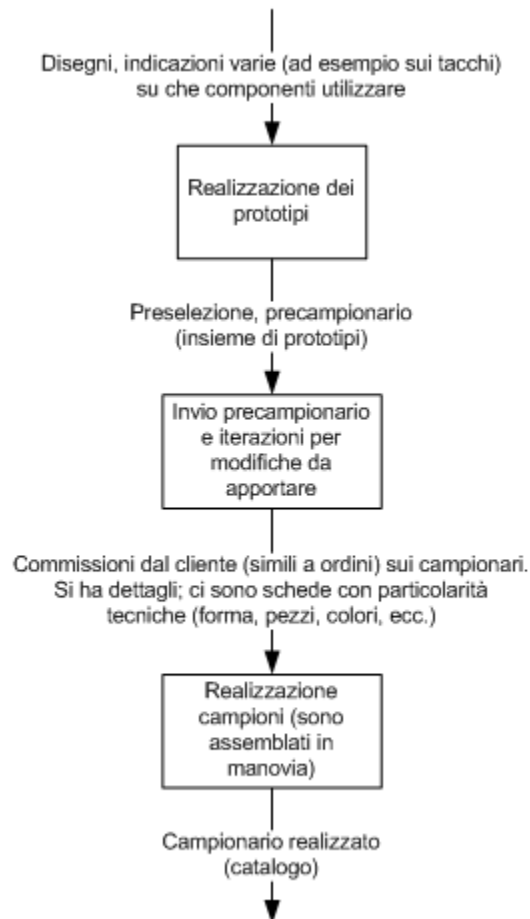 Disegni, indicazioni varie (ad esempio sui tacchi)
su che componenti utilizzare
Realizzazione dei
prototipi
Preselezione, precampionario
(insieme di prototipi)
Invio precampionario
e iterazioni per
modifiche da
apportare
Commissioni dal cliente (simili a ordini) sui campionari.
Si ha dettagli; ci sono schede con particolarità
tecniche (forma, pezzi, colori, ecc.)
Realizzazione
campioni (sono
assemblati in
manovia)
Campionario realizzato
(catalogo)